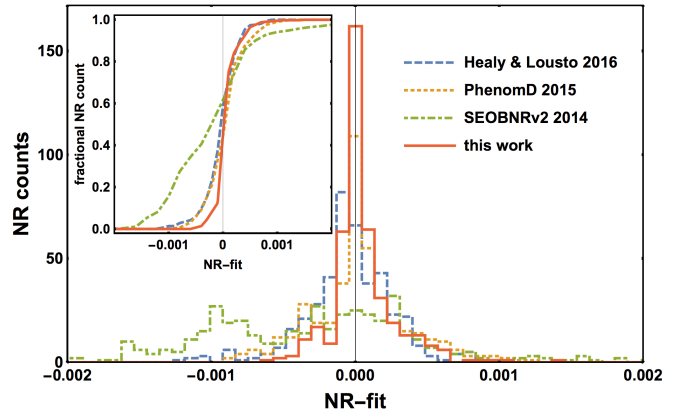 150
100
50
0
NR counts
−0.002
−0.001
0.000
0.001
0.002
NR−fit
1.0
0.8
0.6
0.4
0.2
0.0
fractional NR count
−0.001
0
0.001
NR−fit
Healy & Lousto 2016
PhenomD 2015
SEOBNRv2 2014
this work